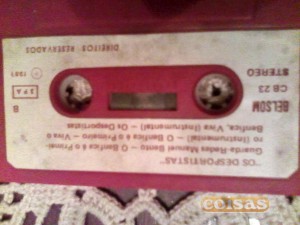 "OS DESPORTISTAS"
Guarda Redes Manuel Bento – O Benfica é o Primei-
ro (Instrumental) – O Benfica é o Primeiro – Viva o
Benfica, Viva (Instrumental) – Os Desportistas
BELSOM
CB 23
STEREO
B
SPA
℗ 1981
DIREITOS RESERVADOS
coisas